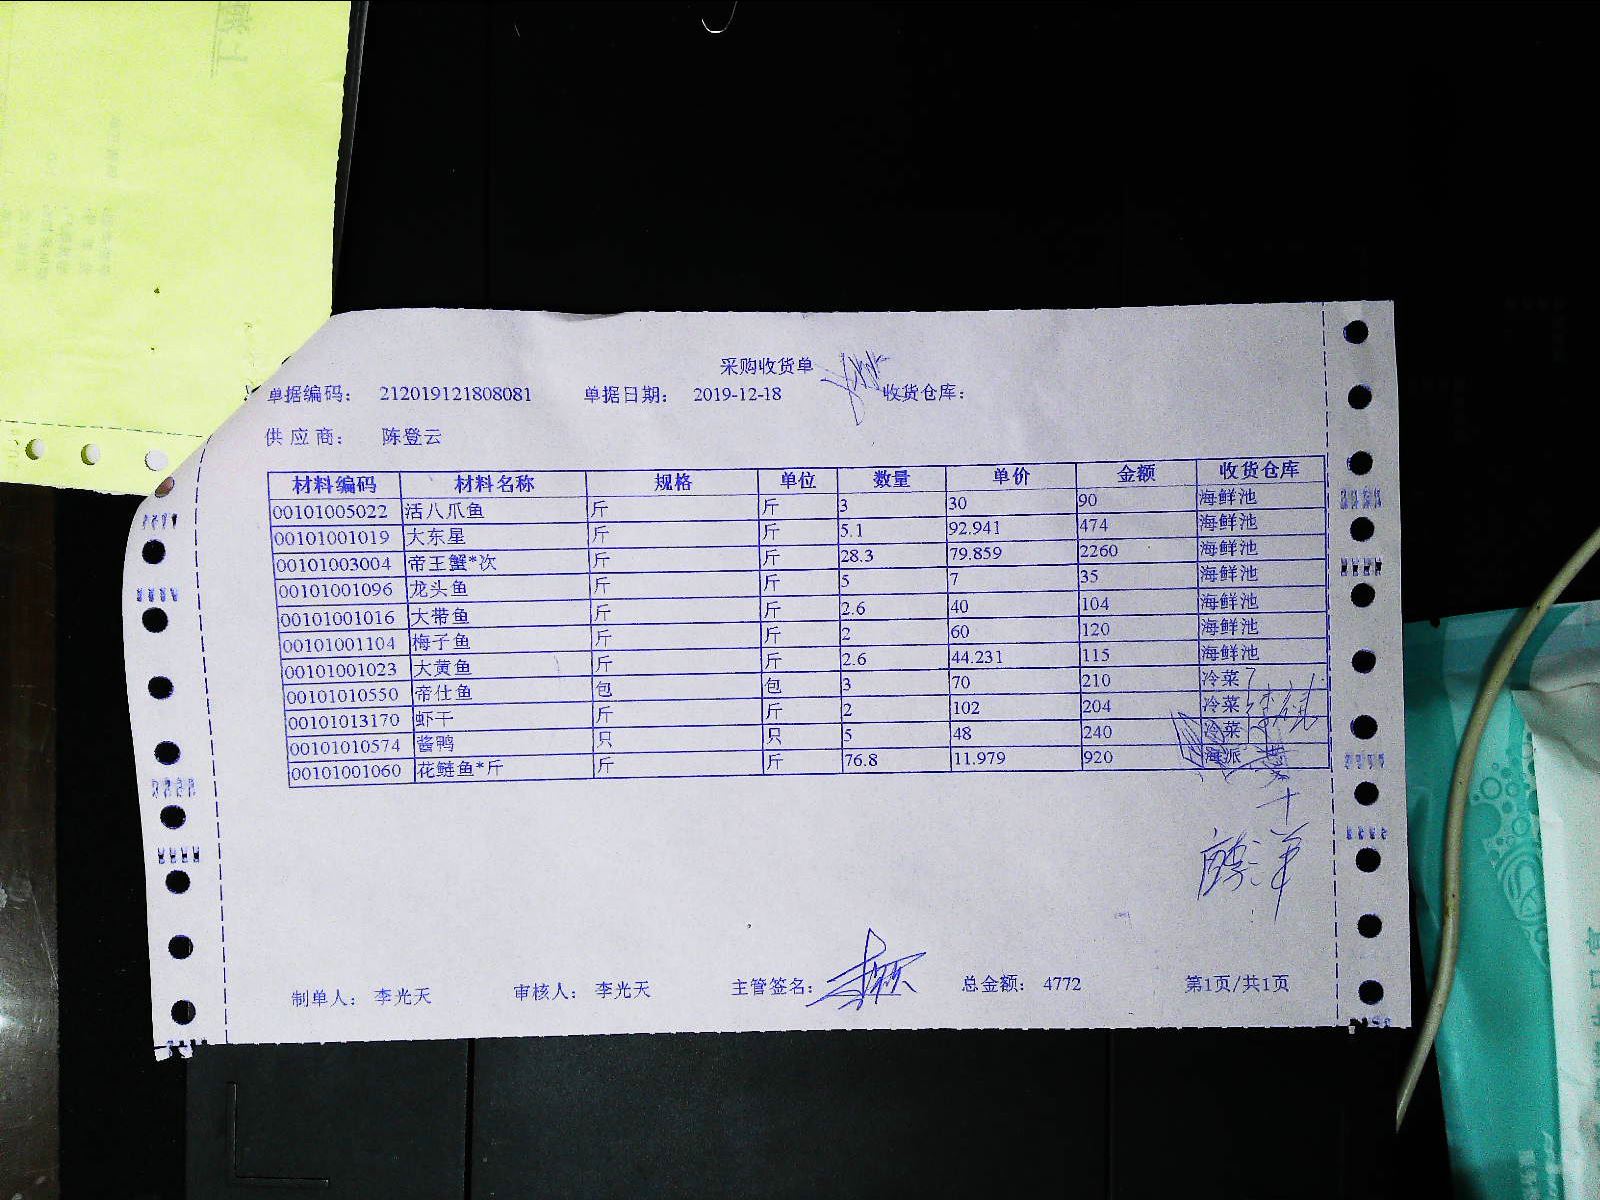 采购收货单
单据编码： 212019121808081 单据日期： 2019-12-18 收货仓库：
供应商： 陈登云
材料编码 材料名称 规格 单位 数量 单价 金额 收货仓库
00101005022 活八爪鱼 斤 斤 3 30 90 海鲜池
00101001019 大东星 斤 斤 5.1 92.941 474 海鲜池
00101003004 帝王蟹*次 斤 斤 28.3 79.859 2260 海鲜池
00101001096 龙头鱼 斤 斤 5 7 35 海鲜池
00101001016 大带鱼 斤 斤 2.6 40 104 海鲜池
00101001104 梅子鱼 斤 斤 2 60 120 海鲜池
00101001023 大黄鱼 斤 斤 2.6 44.231 115 海鲜池
00101010550 帝仕鱼 包 包 3 70 210 冷菜
00101013170 虾干 斤 斤 2 102 204 冷菜
00101010574 酱鸭 只 只 5 48 240 冷菜
00101001060 花鲢鱼*斤 斤 斤 76.8 11.979 920 海派
制单人： 李光天 审核人： 李光天 主管签名： 总金额： 4772 第1页/共1页